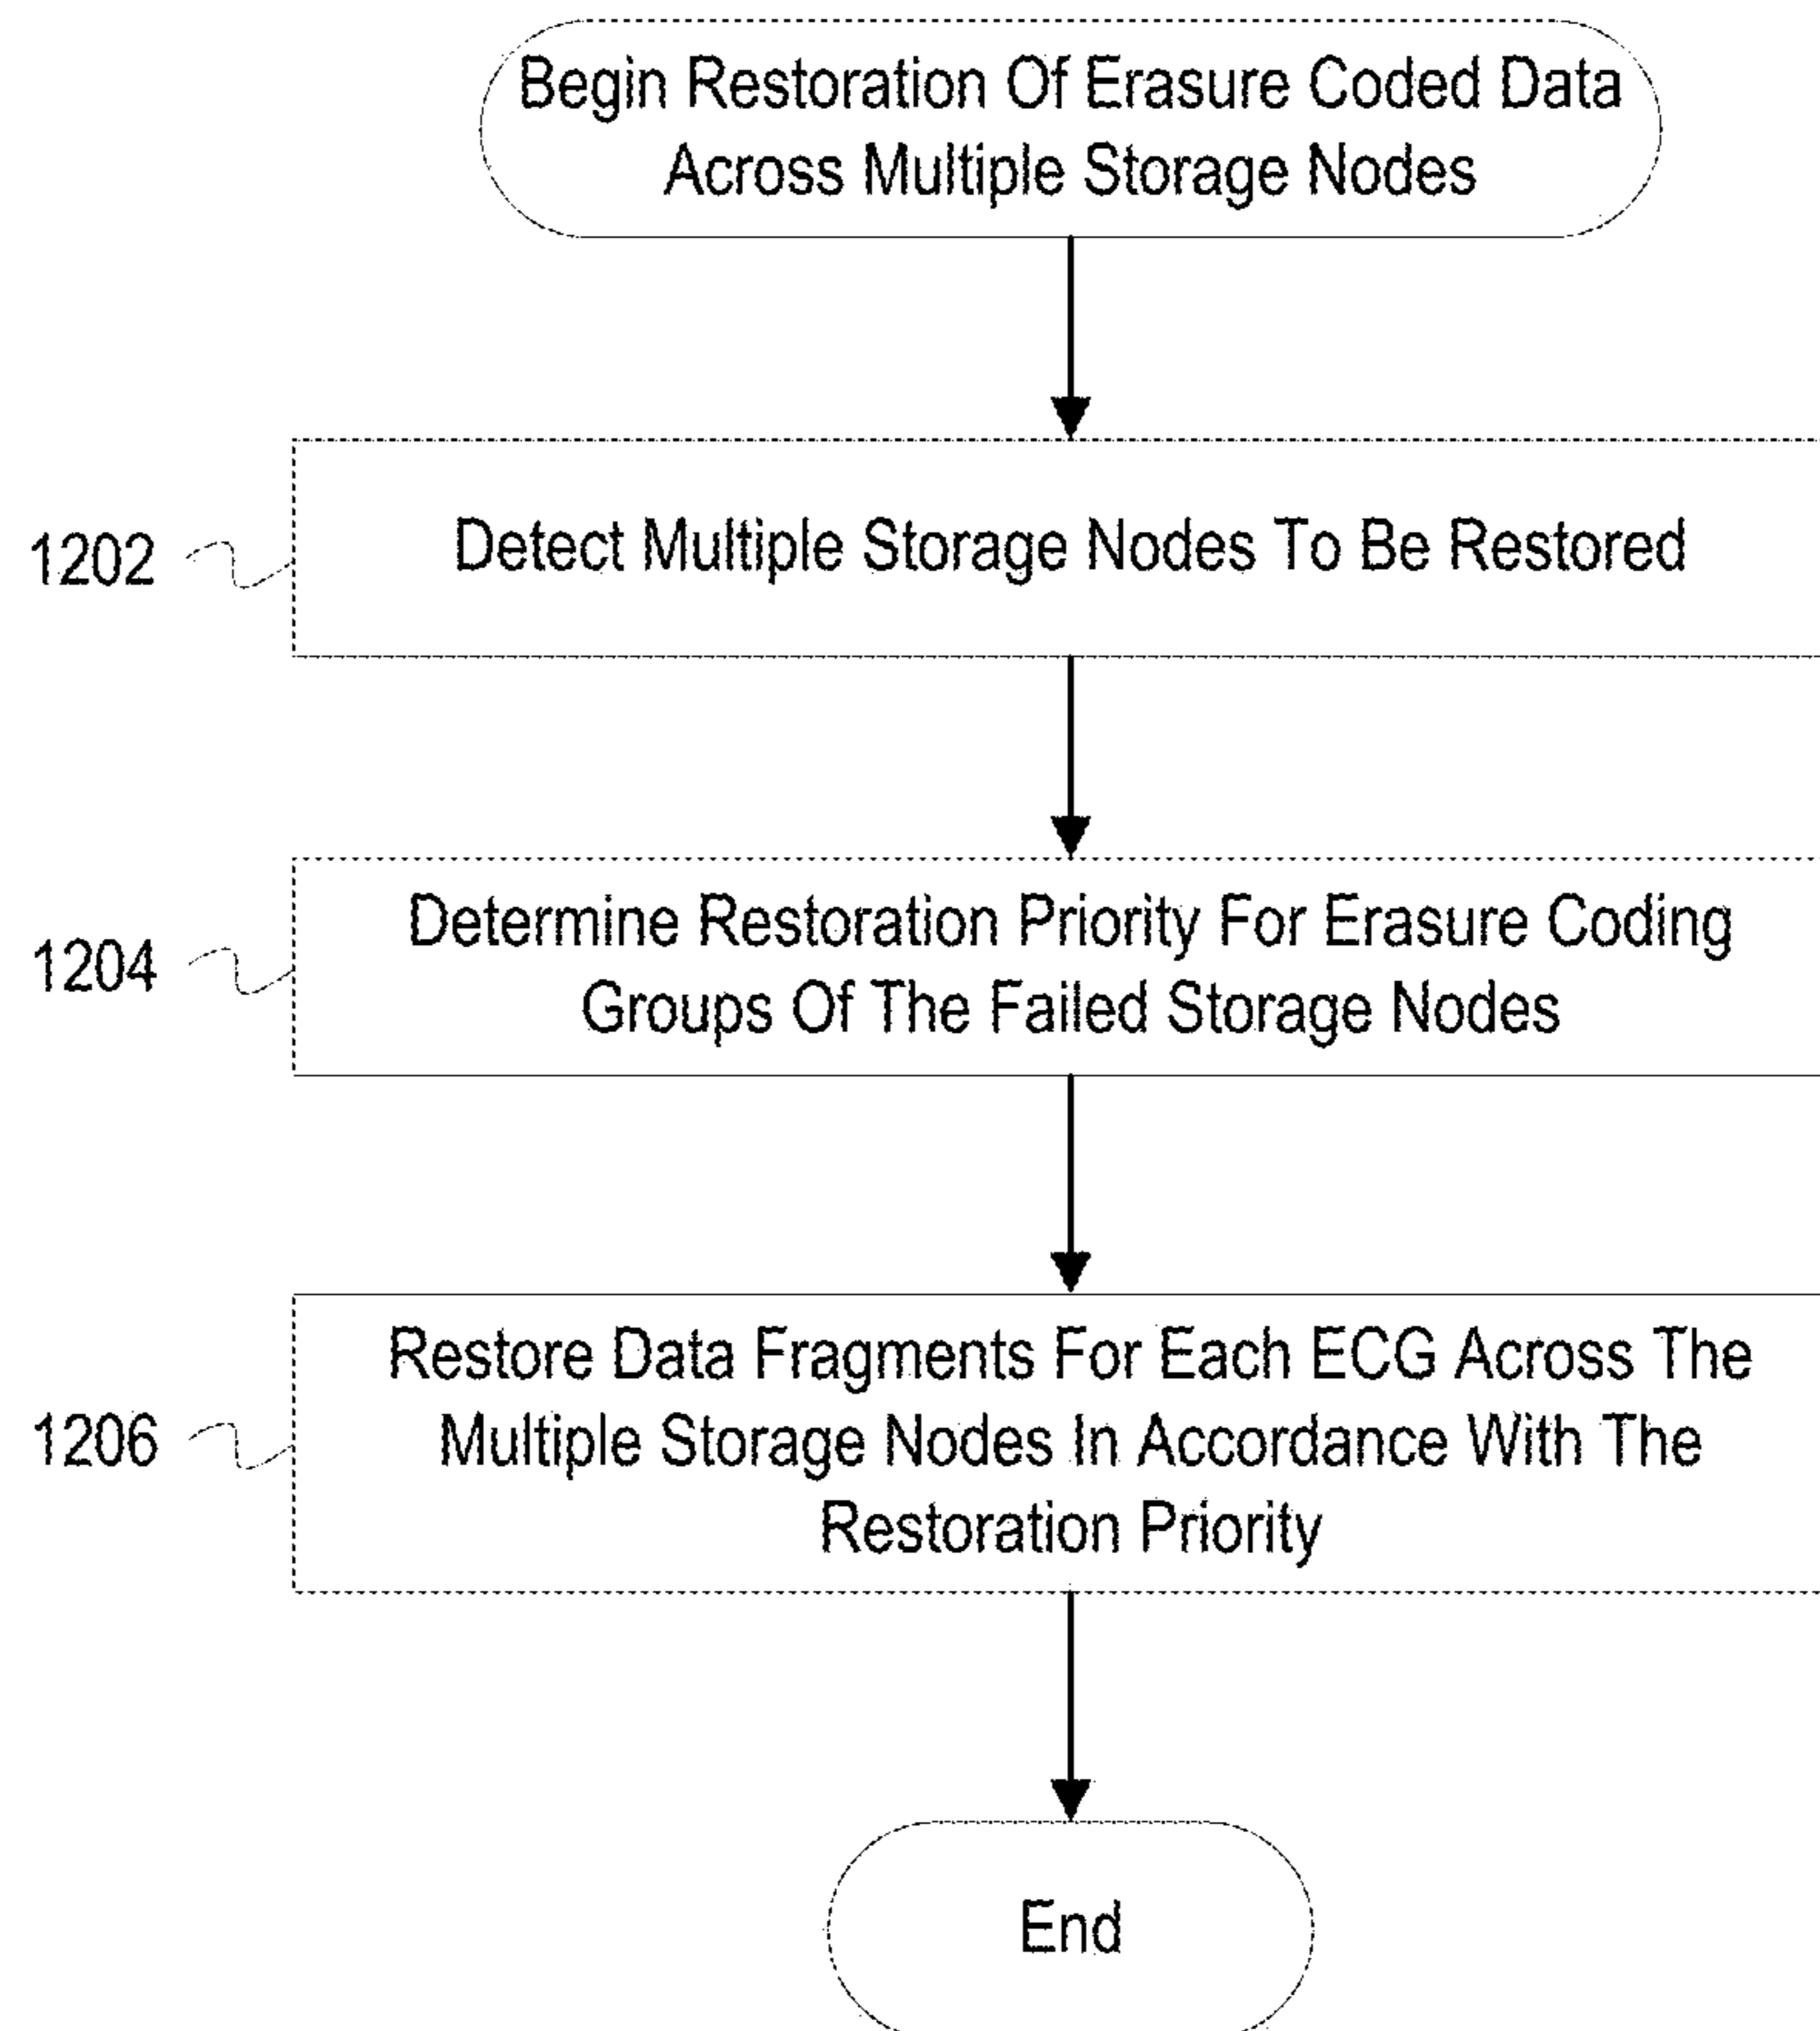 Begin Restoration Of Erasure Coded Data
Across Multiple Storage Nodes
1202
Detect Multiple Storage Nodes To Be Restored
1204
Determine Restoration Priority For Erasure Coding
Groups Of The Failed Storage Nodes
1206
Restore Data Fragments For Each ECG Across The
Multiple Storage Nodes In Accordance With The
Restoration Priority
End